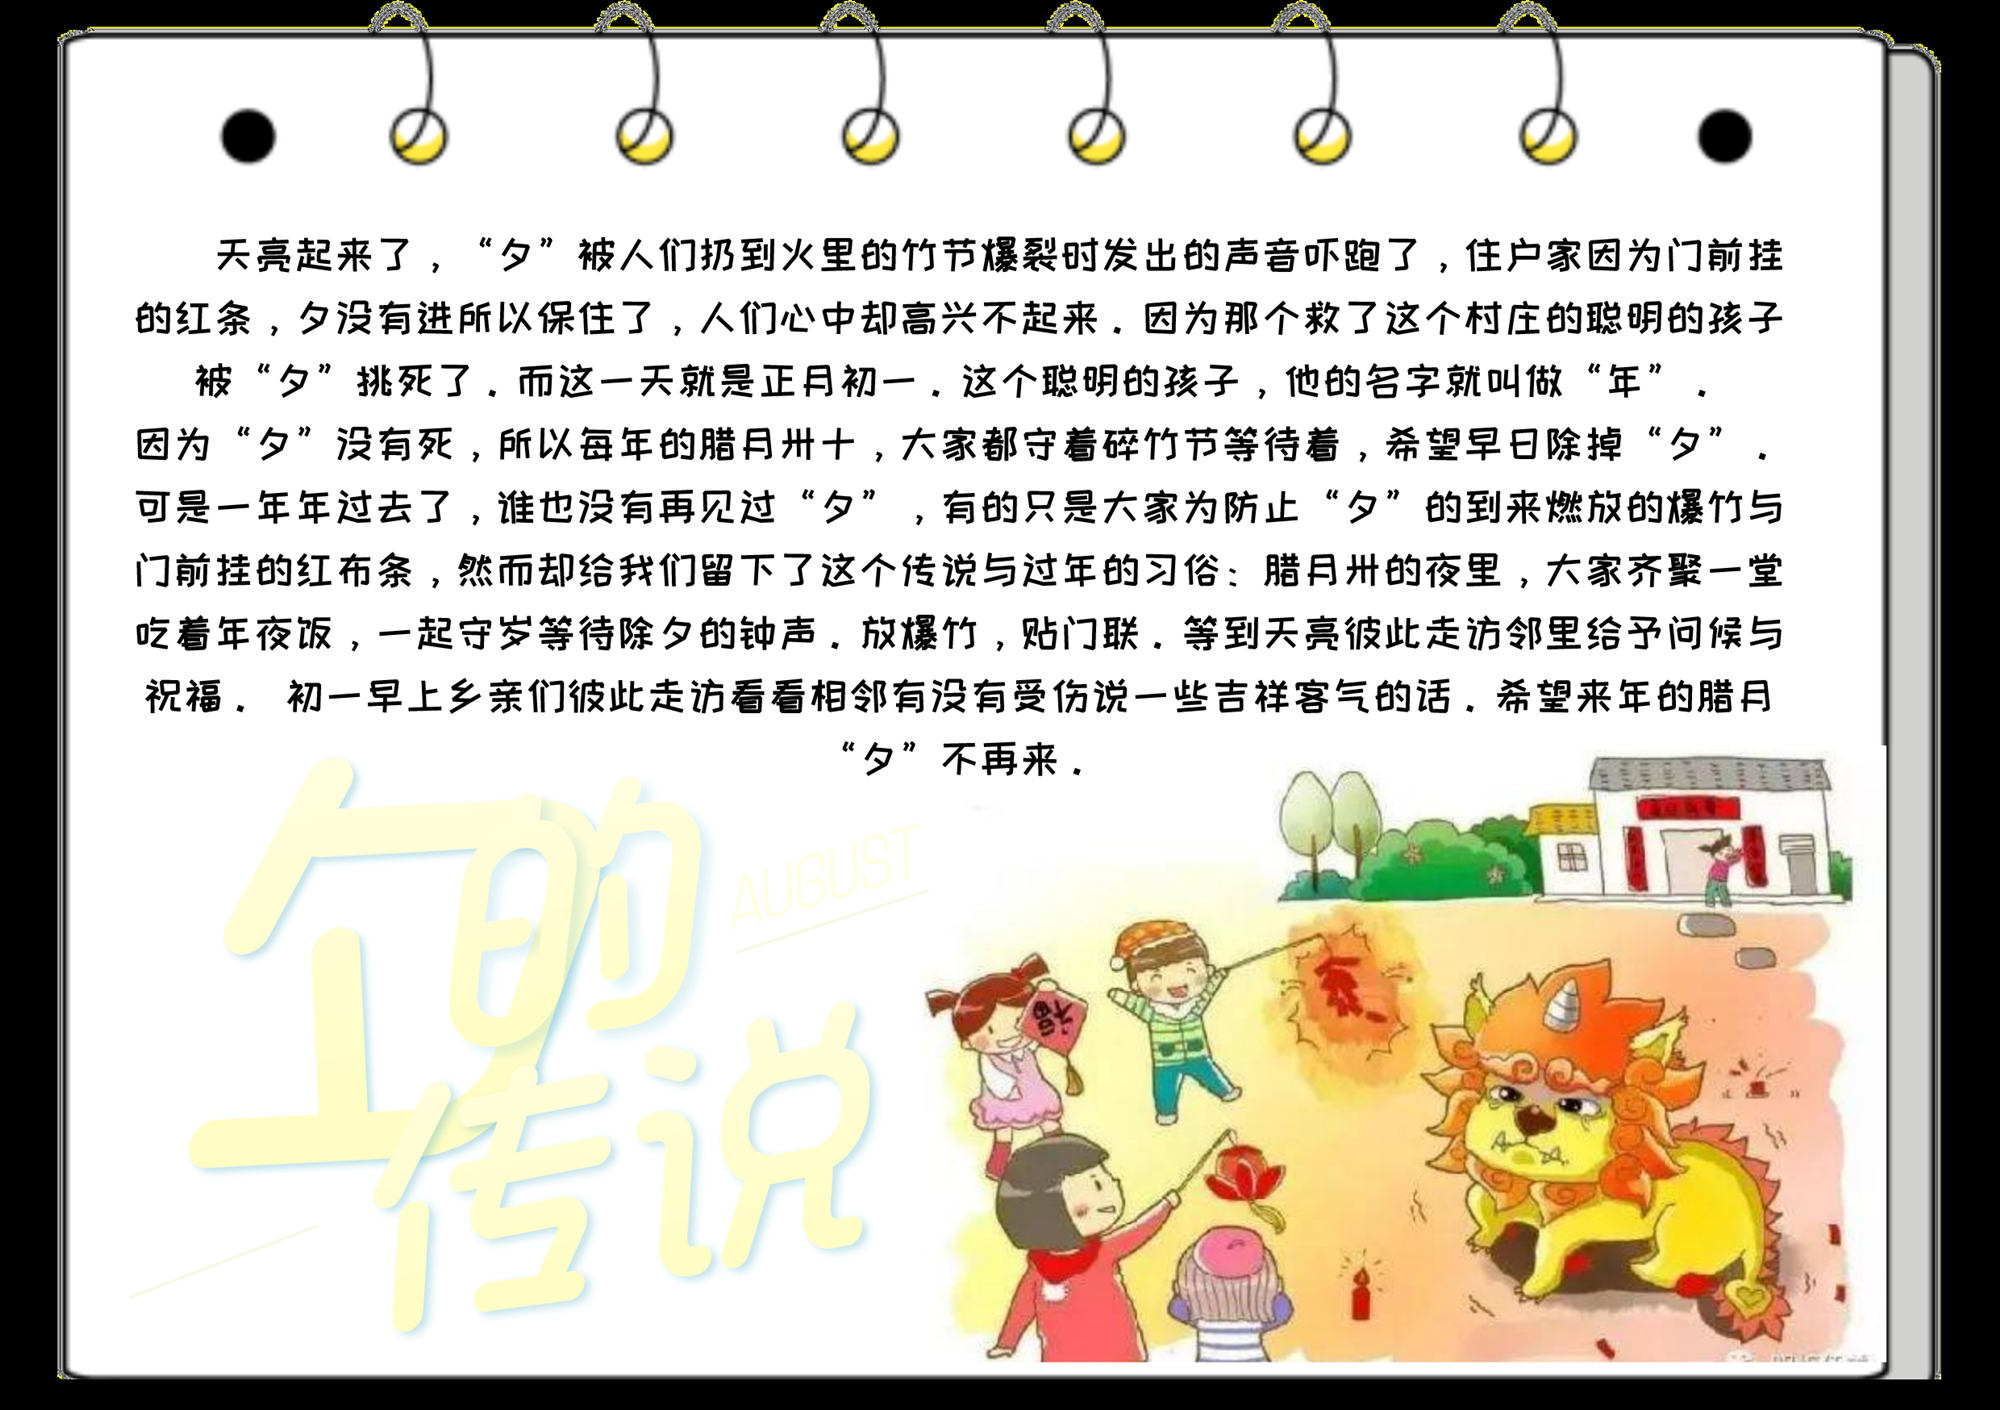 天亮起来了，“夕”被人们扔到火里的竹节爆裂时发出的声音吓跑了，住户家因为门前挂
的红条，夕没有进所以保住了，人们心中却高兴不起来．因为那个救了这个村庄的聪明的孩子
被“夕”挑死了．而这一天就是正月初一．这个聪明的孩子，他的名字就叫做“年”．
因为“夕”没有死，所以每年的腊月卅十，大家都守着碎竹节等待着，希望早日除掉“夕”．
可是一年年过去了，谁也没有再见过“夕”，有的只是大家为防止“夕”的到来燃放的爆竹与
门前挂的红布条，然而却给我们留下了这个传说与过年的习俗：腊月卅的夜里，大家齐聚一堂
吃着年夜饭，一起守岁等待除夕的钟声．放爆竹，贴门联．等到天亮彼此走访邻里给予问候与
祝福． 初一早上乡亲们彼此走访看看相邻有没有受伤说一些吉祥客气的话．希望来年的腊月
“夕”不再来．
的
AUGUST
传说
福